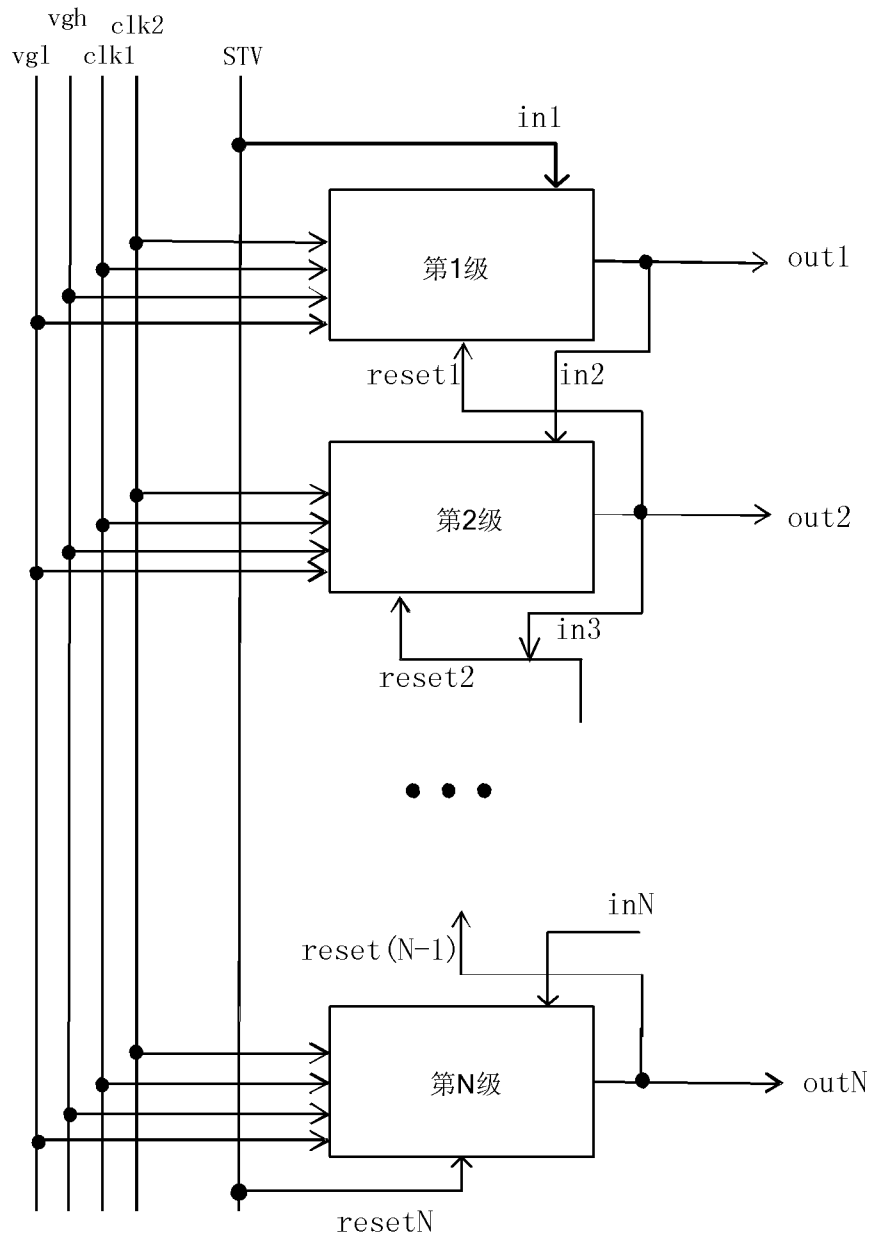 vgh
clk2
vgl
clk1
STV
in1
第1级
out1
reset1
in2
第2级
out2
in3
reset2
inN
reset(N-1)
第N级
outN
resetN